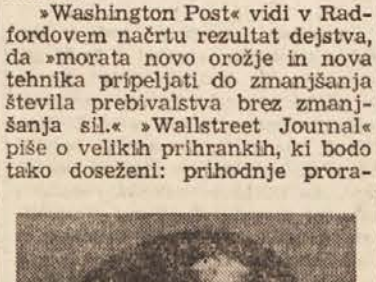 »Washington Post« vidi v Rad-
fordovem načrtu rezultat dejstva,
da »morata novo orožje in nova
tehnika pripeljati do zmanjšanja
števila prebivalstva brez zmanj-
šanja sil.« »Wallstreet Journal«
piše o velikih prihrankih, ki bodo
tako doseženi: prihodnje prora-